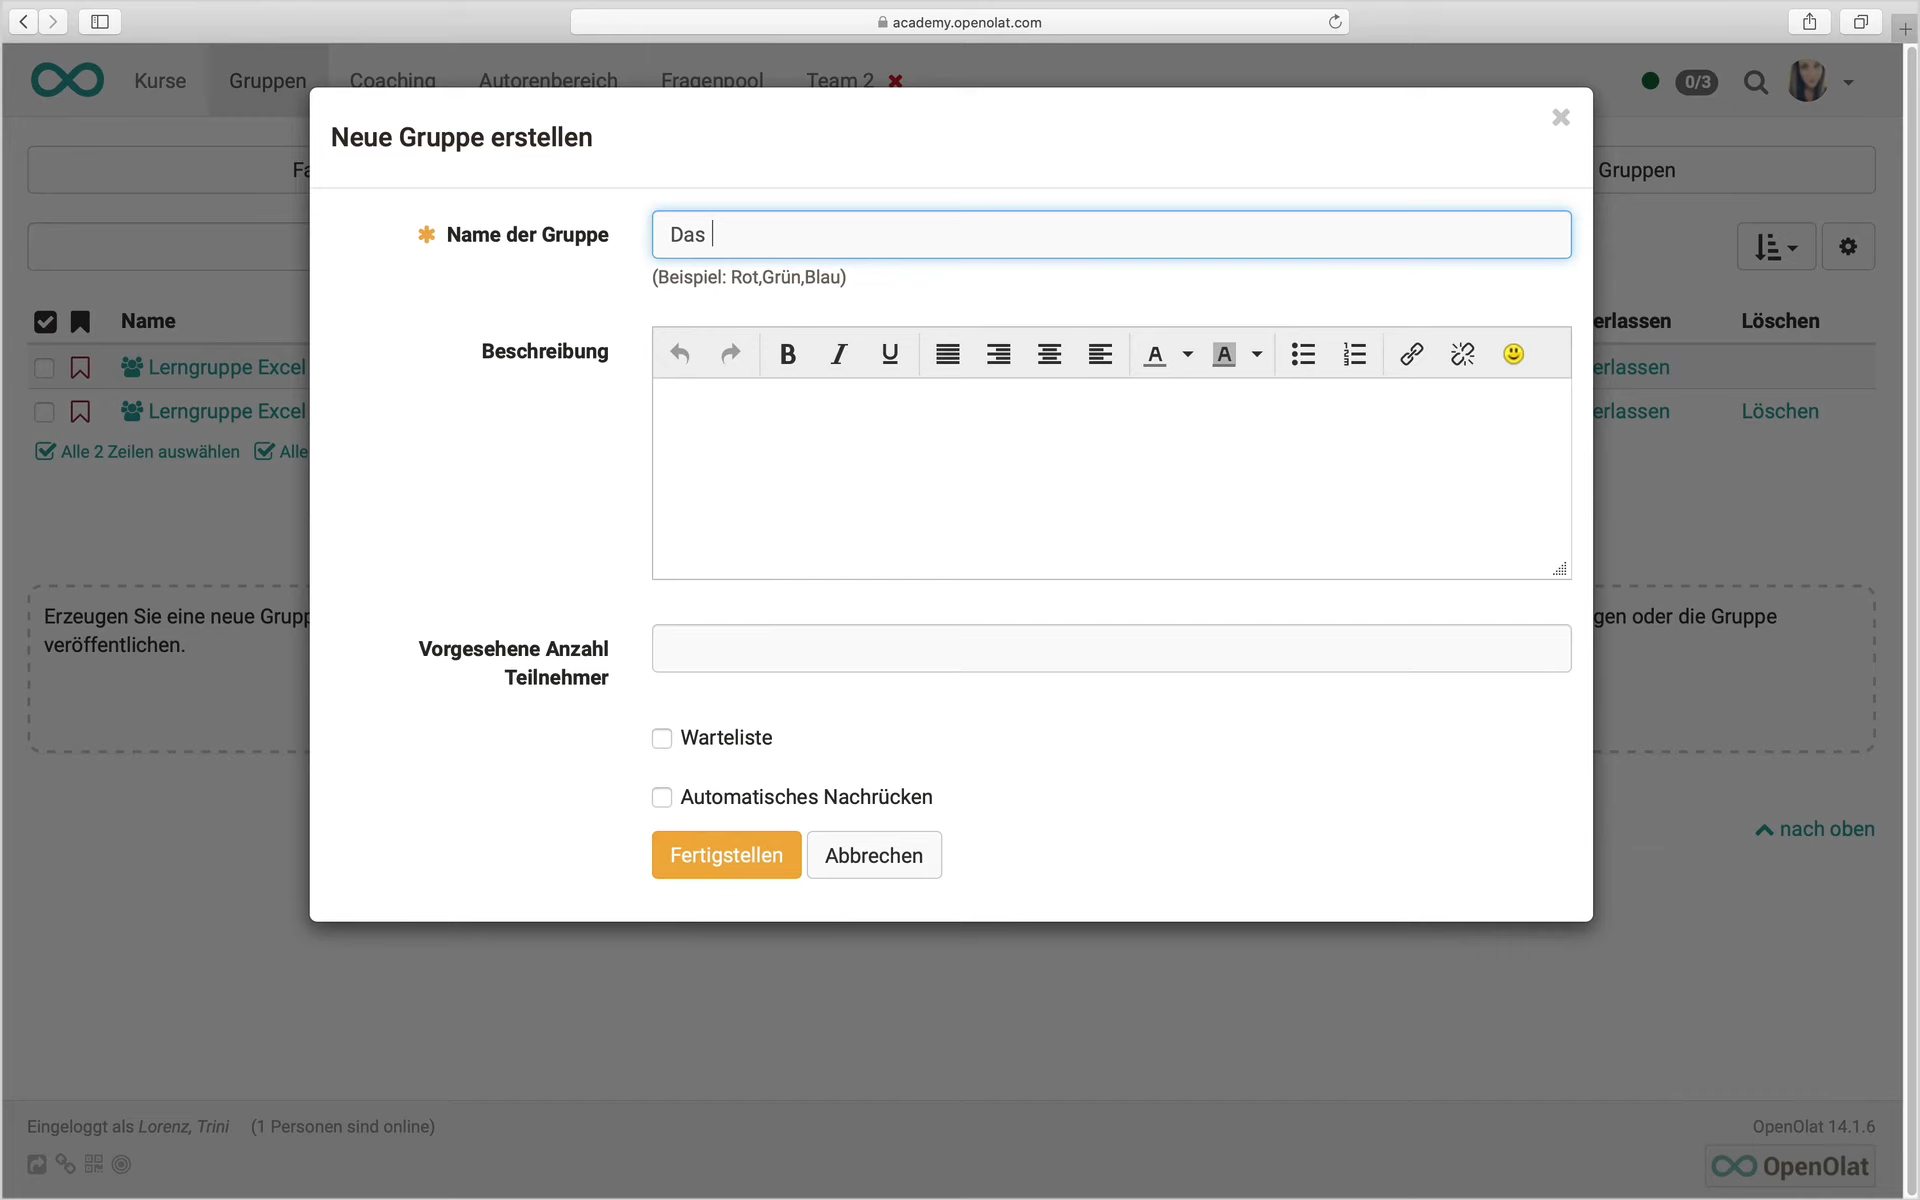 academy.openolat.com
Kurse Gruppen Coaching Autorenbereich Fragenpool Team 2 0/3
Neue Gruppe erstellen
Gruppen
Name der Gruppe Das
(Beispiel: Rot,Grün,Blau)
Name erlassen Löschen
Beschreibung
Lerngruppe Excel erlassen
Lerngruppe Excel erlassen Löschen
Alle 2 Zeilen auswählen Alle
Erzeugen Sie eine neue Grupp gen oder die Gruppe
veröffentlichen.
Vorgesehene Anzahl
Teilnehmer
Warteliste
Automatisches Nachrücken
nach oben
Fertigstellen Abbrechen
Eingeloggt als Lorenz, Trini (1 Personen sind online) OpenOlat 14.1.6
OpenOlat